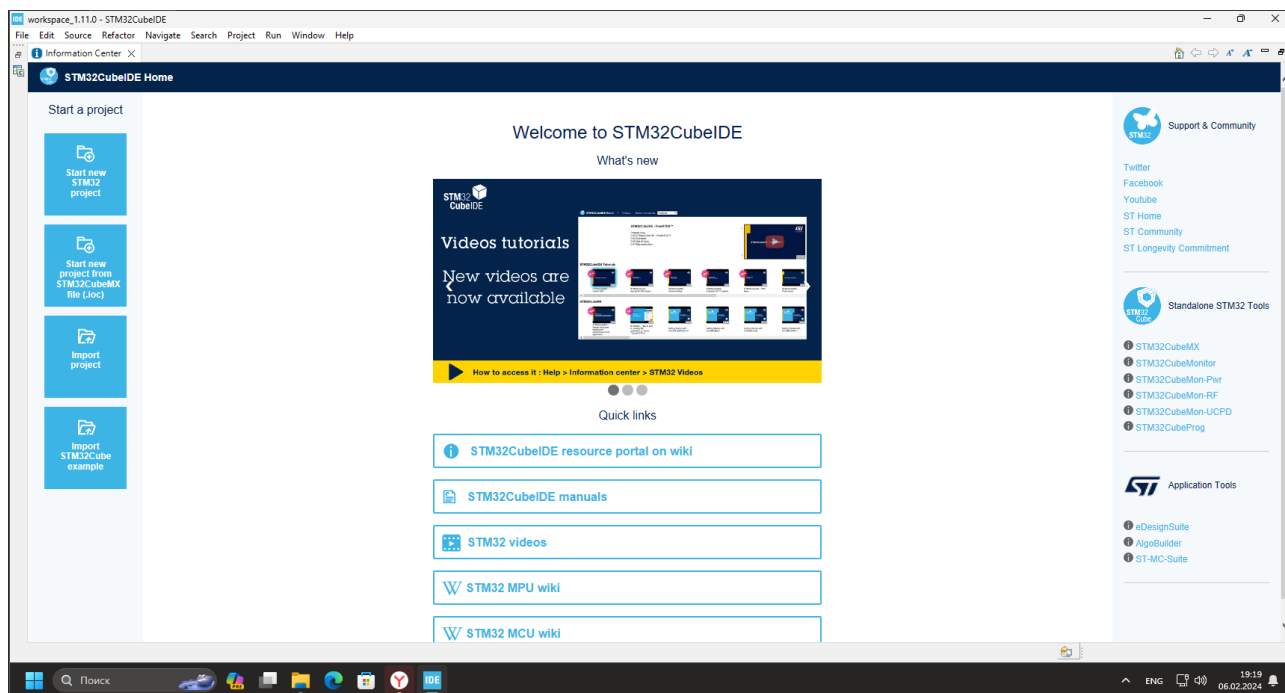 IDE workspace_1.11.0 - STM32CubeIDE
File Edit Source Refactor Navigate Search Project Run Window Help
Information Center
STM32CubeIDE Home
Start a project
Start new
STM32
project
Start new
project from
STM32CubeMX
file (.ioc)
Import
project
Import
STM32Cube
example
Welcome to STM32CubeIDE
What's new
STM32
CubeIDE
Videos tutorials
New videos are
now available
How to access it : Help > Information center > STM32 Videos
Quick links
STM32CubeIDE resource portal on wiki
STM32CubeIDE manuals
STM32 videos
W STM32 MPU wiki
W STM32 MCU wiki
STM32
Support & Community
Twitter
Facebook
Youtube
ST Home
ST Community
ST Longevity Commitment
STM32
Cube
Standalone STM32 Tools
STM32CubeMX
STM32CubeMonitor
STM32CubeMon-Pwr
STM32CubeMon-RF
STM32CubeMon-UCPD
STM32CubeProg
ST
Application Tools
eDesignSuite
AlgoBuilder
ST-MC-Suite
Поиск
IDE
ENG
19:19
06.02.2024